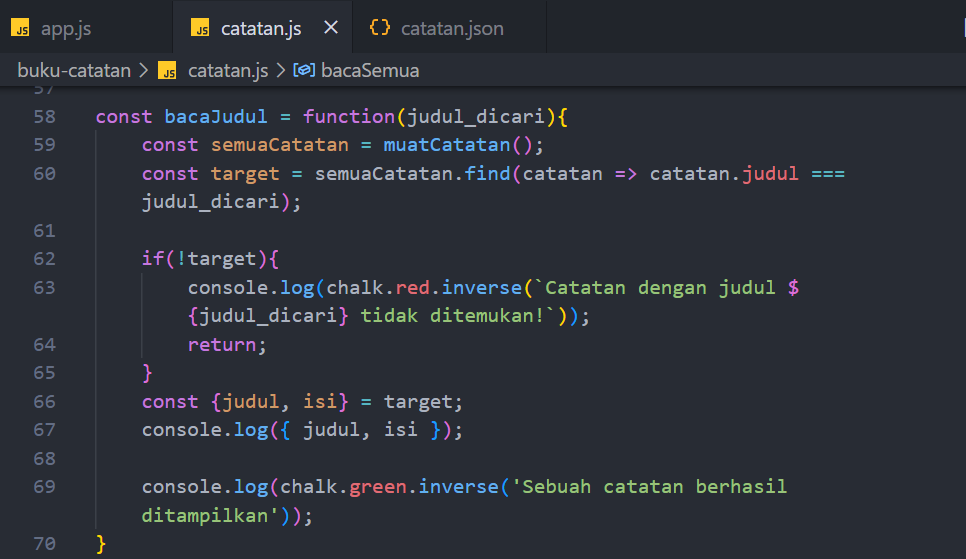 JS app.js
JS catatan.js ×
{} catatan.json
buku-catatan > JS catatan.js > bacaSemua
57
58 const bacaJudul = function(judul_dicari){
59 const semuaCatatan = muatCatatan();
60 const target = semuaCatatan.find(catatan => catatan.judul ===
judul_dicari);
61
62 if(!target){
63 console.log(chalk.red.inverse(`Catatan dengan judul $
{judul_dicari} tidak ditemukan!`));
64 return;
65 }
66 const {judul, isi} = target;
67 console.log({ judul, isi });
68
69 console.log(chalk.green.inverse('Sebuah catatan berhasil
ditampilkan'));
70 }